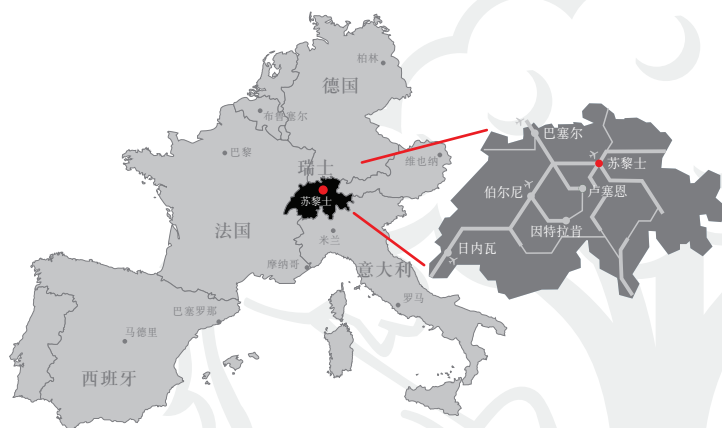 柏林
德国
布鲁塞尔
巴黎
瑞士
维也纳
苏黎士
法国
米兰
摩纳哥
意大利
罗马
巴塞罗那
马德里
西班牙
巴塞尔
苏黎士
伯尔尼
卢塞恩
因特拉肯
日内瓦